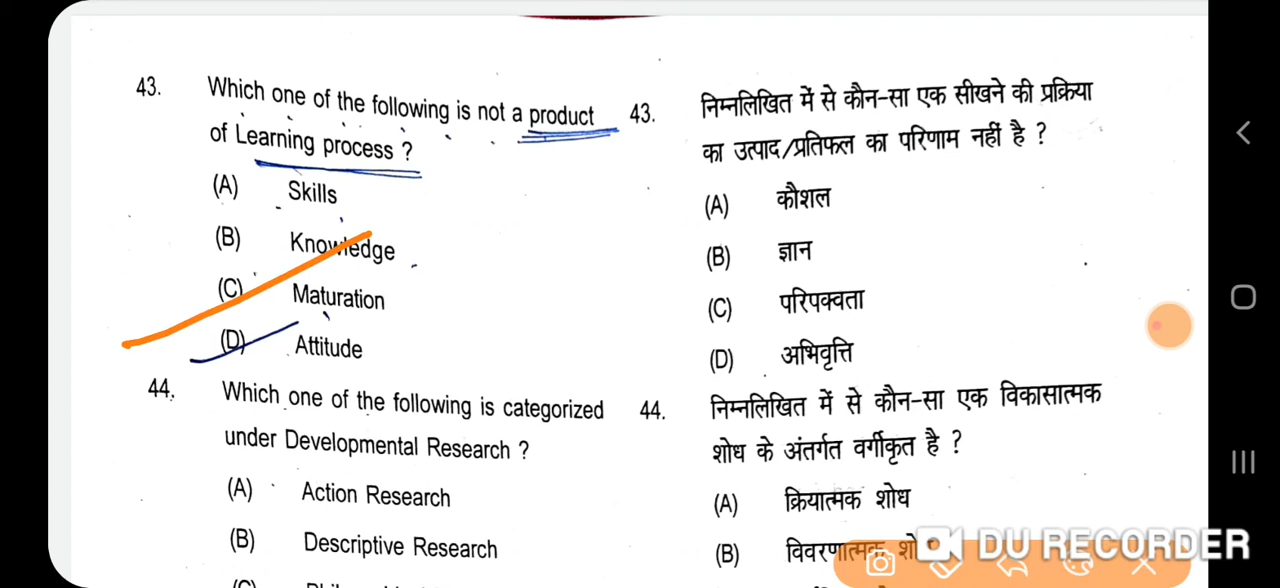 43. Which one of the following is not a product
of Learning process ?
(A) Skills
(B) Knowledge
(C) Maturation
(D) Attitude
44. Which one of the following is categorized
under Developmental Research ?
(A) Action Research
(B) Descriptive Research
(C)
43. निम्नलिखित में से कौन-सा एक सीखने की प्रक्रिया
का उत्पाद/प्रतिफल का परिणाम नहीं है ?
(A) कौशल
(B) ज्ञान
(C) परिपक्वता
(D) अभिवृत्ति
44. निम्नलिखित में से कौन-सा एक विकासात्मक
शोध के अंतर्गत वर्गीकृत है ?
(A) क्रियात्मक शोध
(B) विवरणात्मक
DU RECORDER